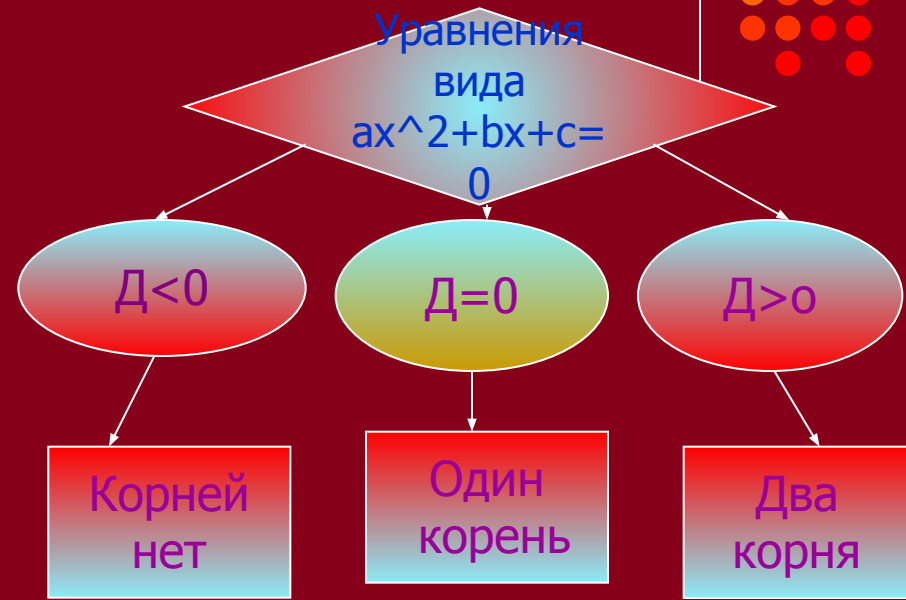 Уравнения
вида
ax^2+bx+c=
0
Д<0
Д=0
Д>о
Корней
нет
Один
корень
Два
корня